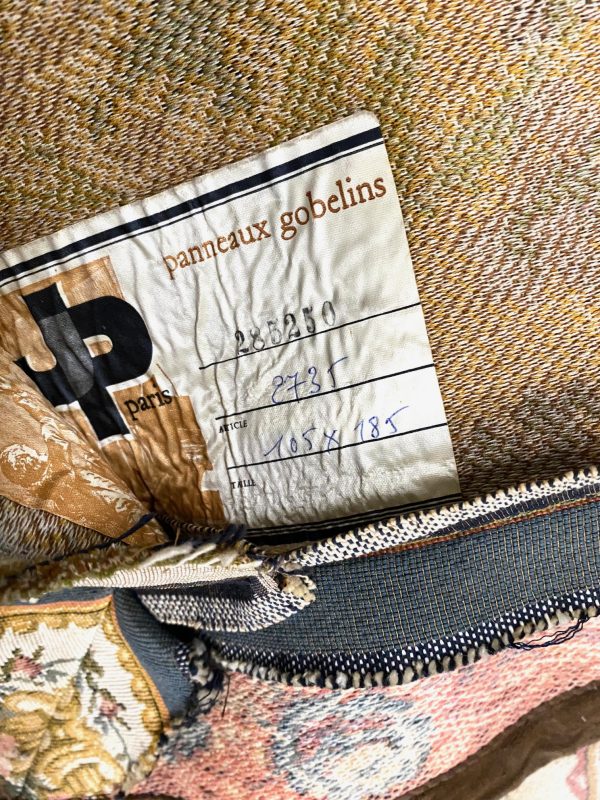 panneaux gobelins
JP
paris
285250
2735
ARTICLE
105 x 185
TAILLE